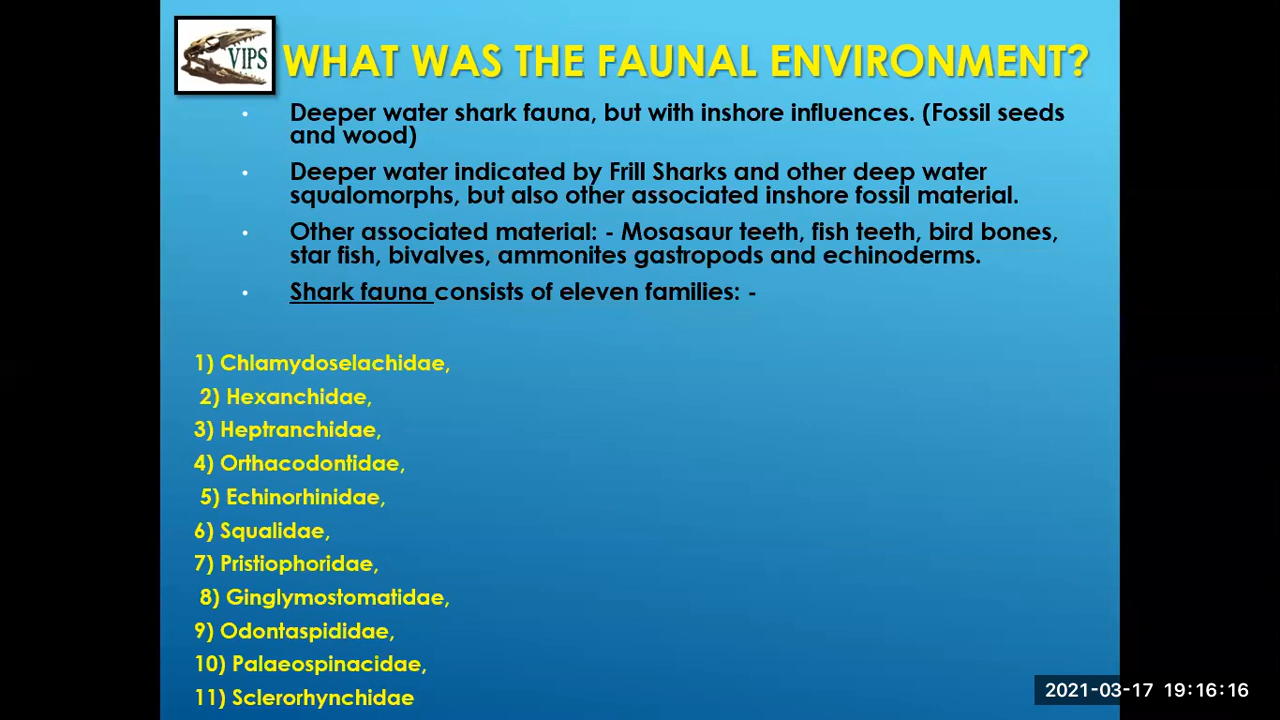 VIPS
WHAT WAS THE FAUNAL ENVIRONMENT?
• Deeper water shark fauna, but with inshore influences. (Fossil seeds
and wood)
• Deeper water indicated by Frill Sharks and other deep water
squalomorphs, but also other associated inshore fossil material.
• Other associated material: - Mosasaur teeth, fish teeth, bird bones,
star fish, bivalves, ammonites gastropods and echinoderms.
• Shark fauna consists of eleven families: -
1) Chlamydoselachidae,
2) Hexanchidae,
3) Heptranchidae,
4) Orthacodontidae,
5) Echinorhinidae,
6) Squalidae,
7) Pristiophoridae,
8) Ginglymostomatidae,
9) Odontaspididae,
10) Palaeospinacidae,
11) Sclerorhynchidae
2021-03-17 19:16:16